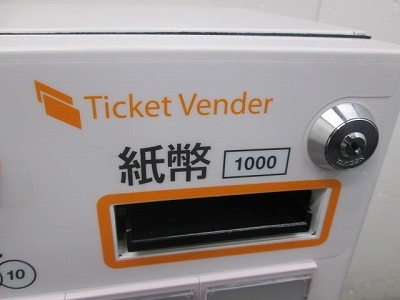 Ticket Vender
紙幣 1000
10